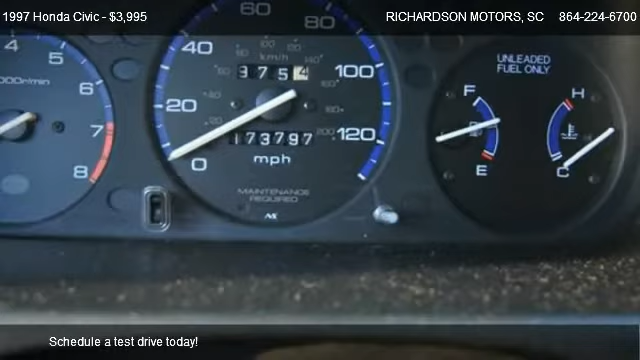 1997 Honda Civic - $3,995
RICHARDSON MOTORS, SC 864-224-6700
4
5
6
7
8
20
40
60
80
100
120
0
km/h
3754
173797
mph
MAINTENANCE
REQUIRED
UNLEADED
FUEL ONLY
F
E
H
C
Schedule a test drive today!